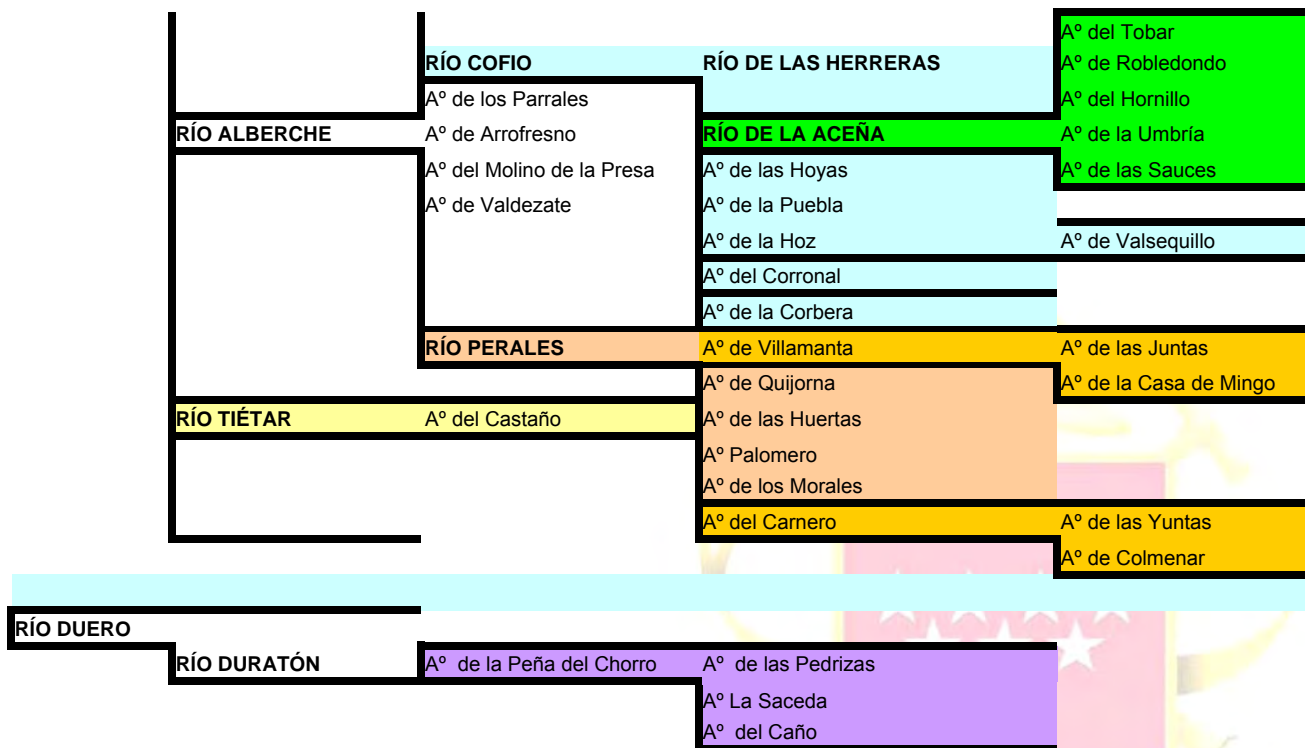 Aº del Tobar
RÍO COFIO RÍO DE LAS HERRERAS Aº de Robledondo
Aº de los Parrales Aº del Hornillo
RÍO ALBERCHE Aº de Arrofresno RÍO DE LA ACEÑA Aº de la Umbría
Aº del Molino de la Presa Aº de las Hoyas Aº de las Sauces
Aº de Valdezate Aº de la Puebla
Aº de la Hoz Aº de Valsequillo
Aº del Corronal
Aº de la Corbera
RÍO PERALES Aº de Villamanta Aº de las Juntas
Aº de Quijorna Aº de la Casa de Mingo
RÍO TIÉTAR Aº del Castaño Aº de las Huertas
Aº Palomero
Aº de los Morales
Aº del Carnero Aº de las Yuntas
Aº de Colmenar
RÍO DUERO
RÍO DURATÓN Aº de la Peña del Chorro Aº de las Pedrizas
Aº La Saceda
Aº del Caño